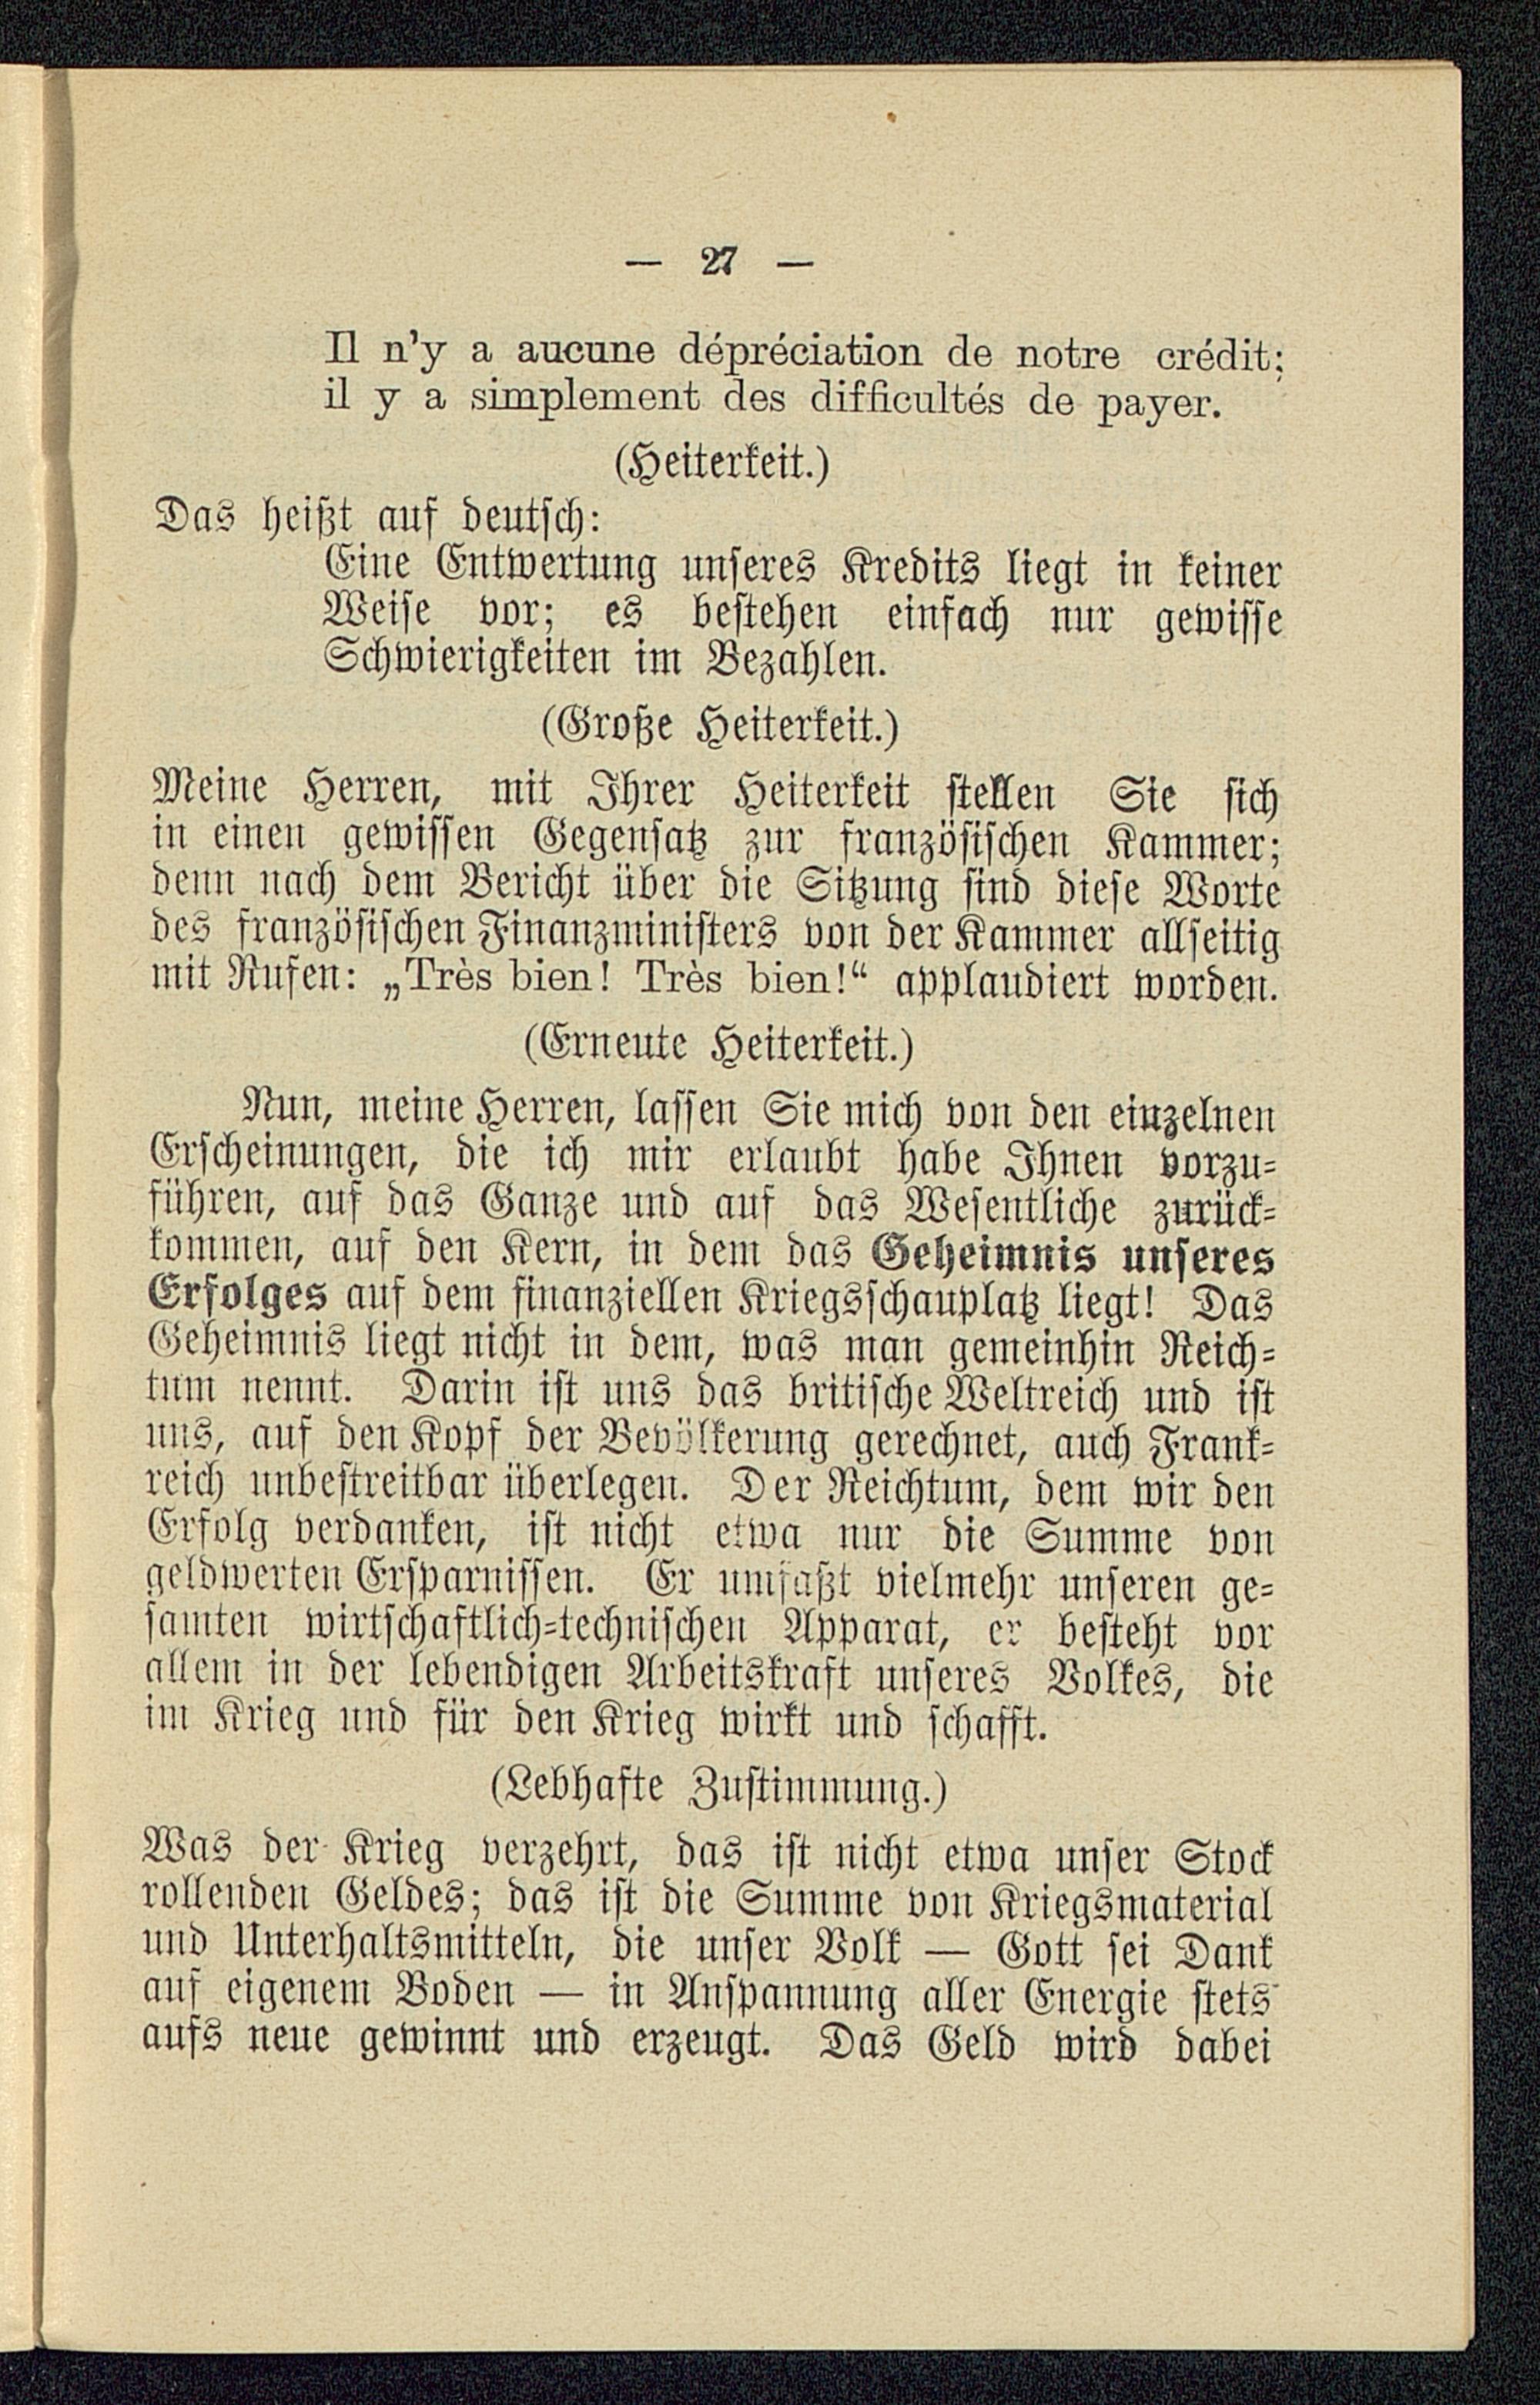 — 27 —
Il n'y a aucune dépréciation de notre crédit;
il y a simplement des difficultés de payer.
(Heiterkeit.)
Das heißt auf deutsch:
Eine Entwertung unseres Kredits liegt in keiner
Weise vor; es bestehen einfach nur gewisse
Schwierigkeiten im Bezahlen.
(Große Heiterkeit.)
Meine Herren, mit Ihrer Heiterkeit stellen Sie sich
in einen gewissen Gegensatz zur französischen Kammer;
denn nach dem Bericht über die Sitzung sind diese Worte
des französischen Finanzministers von der Kammer allseitig
mit Rufen: „Très bien! Très bien!“ applaudiert worden.
(Erneute Heiterkeit.)
Nun, meine Herren, lassen Sie mich von den einzelnen
Erscheinungen, die ich mir erlaubt habe Ihnen vorzu-
führen, auf das Ganze und auf das Wesentliche zurück-
kommen, auf den Kern, in dem das Geheimnis unseres
Erfolges auf dem finanziellen Kriegsschauplatz liegt! Das
Geheimnis liegt nicht in dem, was man gemeinhin Reich-
tum nennt. Darin ist uns das britische Weltreich und ist
uns, auf den Kopf der Bevölkerung gerechnet, auch Frank-
reich unbestreitbar überlegen. Der Reichtum, dem wir den
Erfolg verdanken, ist nicht etwa nur die Summe von
geldwerten Ersparnissen. Er umfaßt vielmehr unseren ge-
samten wirtschaftlich-technischen Apparat, er besteht vor
allem in der lebendigen Arbeitskraft unseres Volkes, die
im Krieg und für den Krieg wirkt und schafft.
(Lebhafte Zustimmung.)
Was der Krieg verzehrt, das ist nicht etwa unser Stock
rollenden Geldes; das ist die Summe von Kriegsmaterial
und Unterhaltsmitteln, die unser Volk — Gott sei Dank
auf eigenem Boden — in Anspannung aller Energie stets
aufs neue gewinnt und erzeugt. Das Geld wird dabei